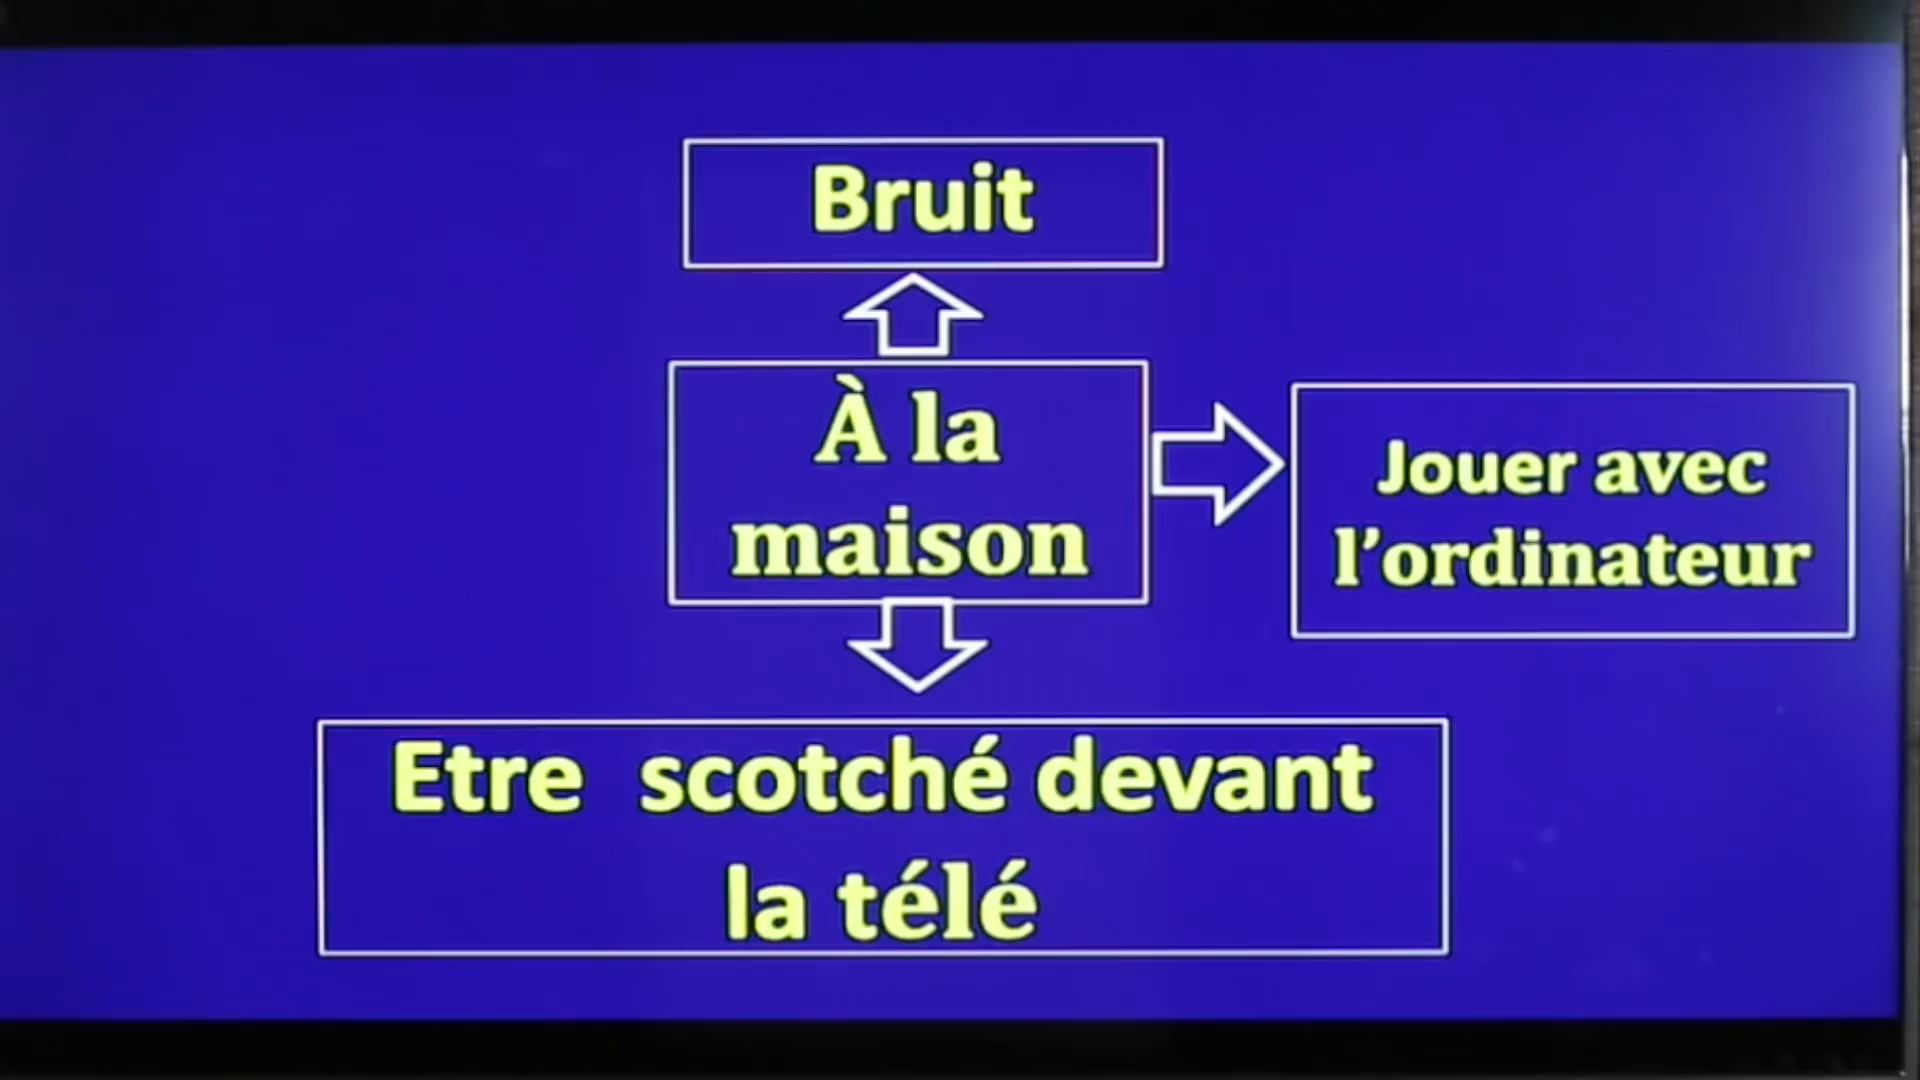 Bruit
À la
maison
Jouer avec
l’ordinateur
Etre scotché devant
la télé